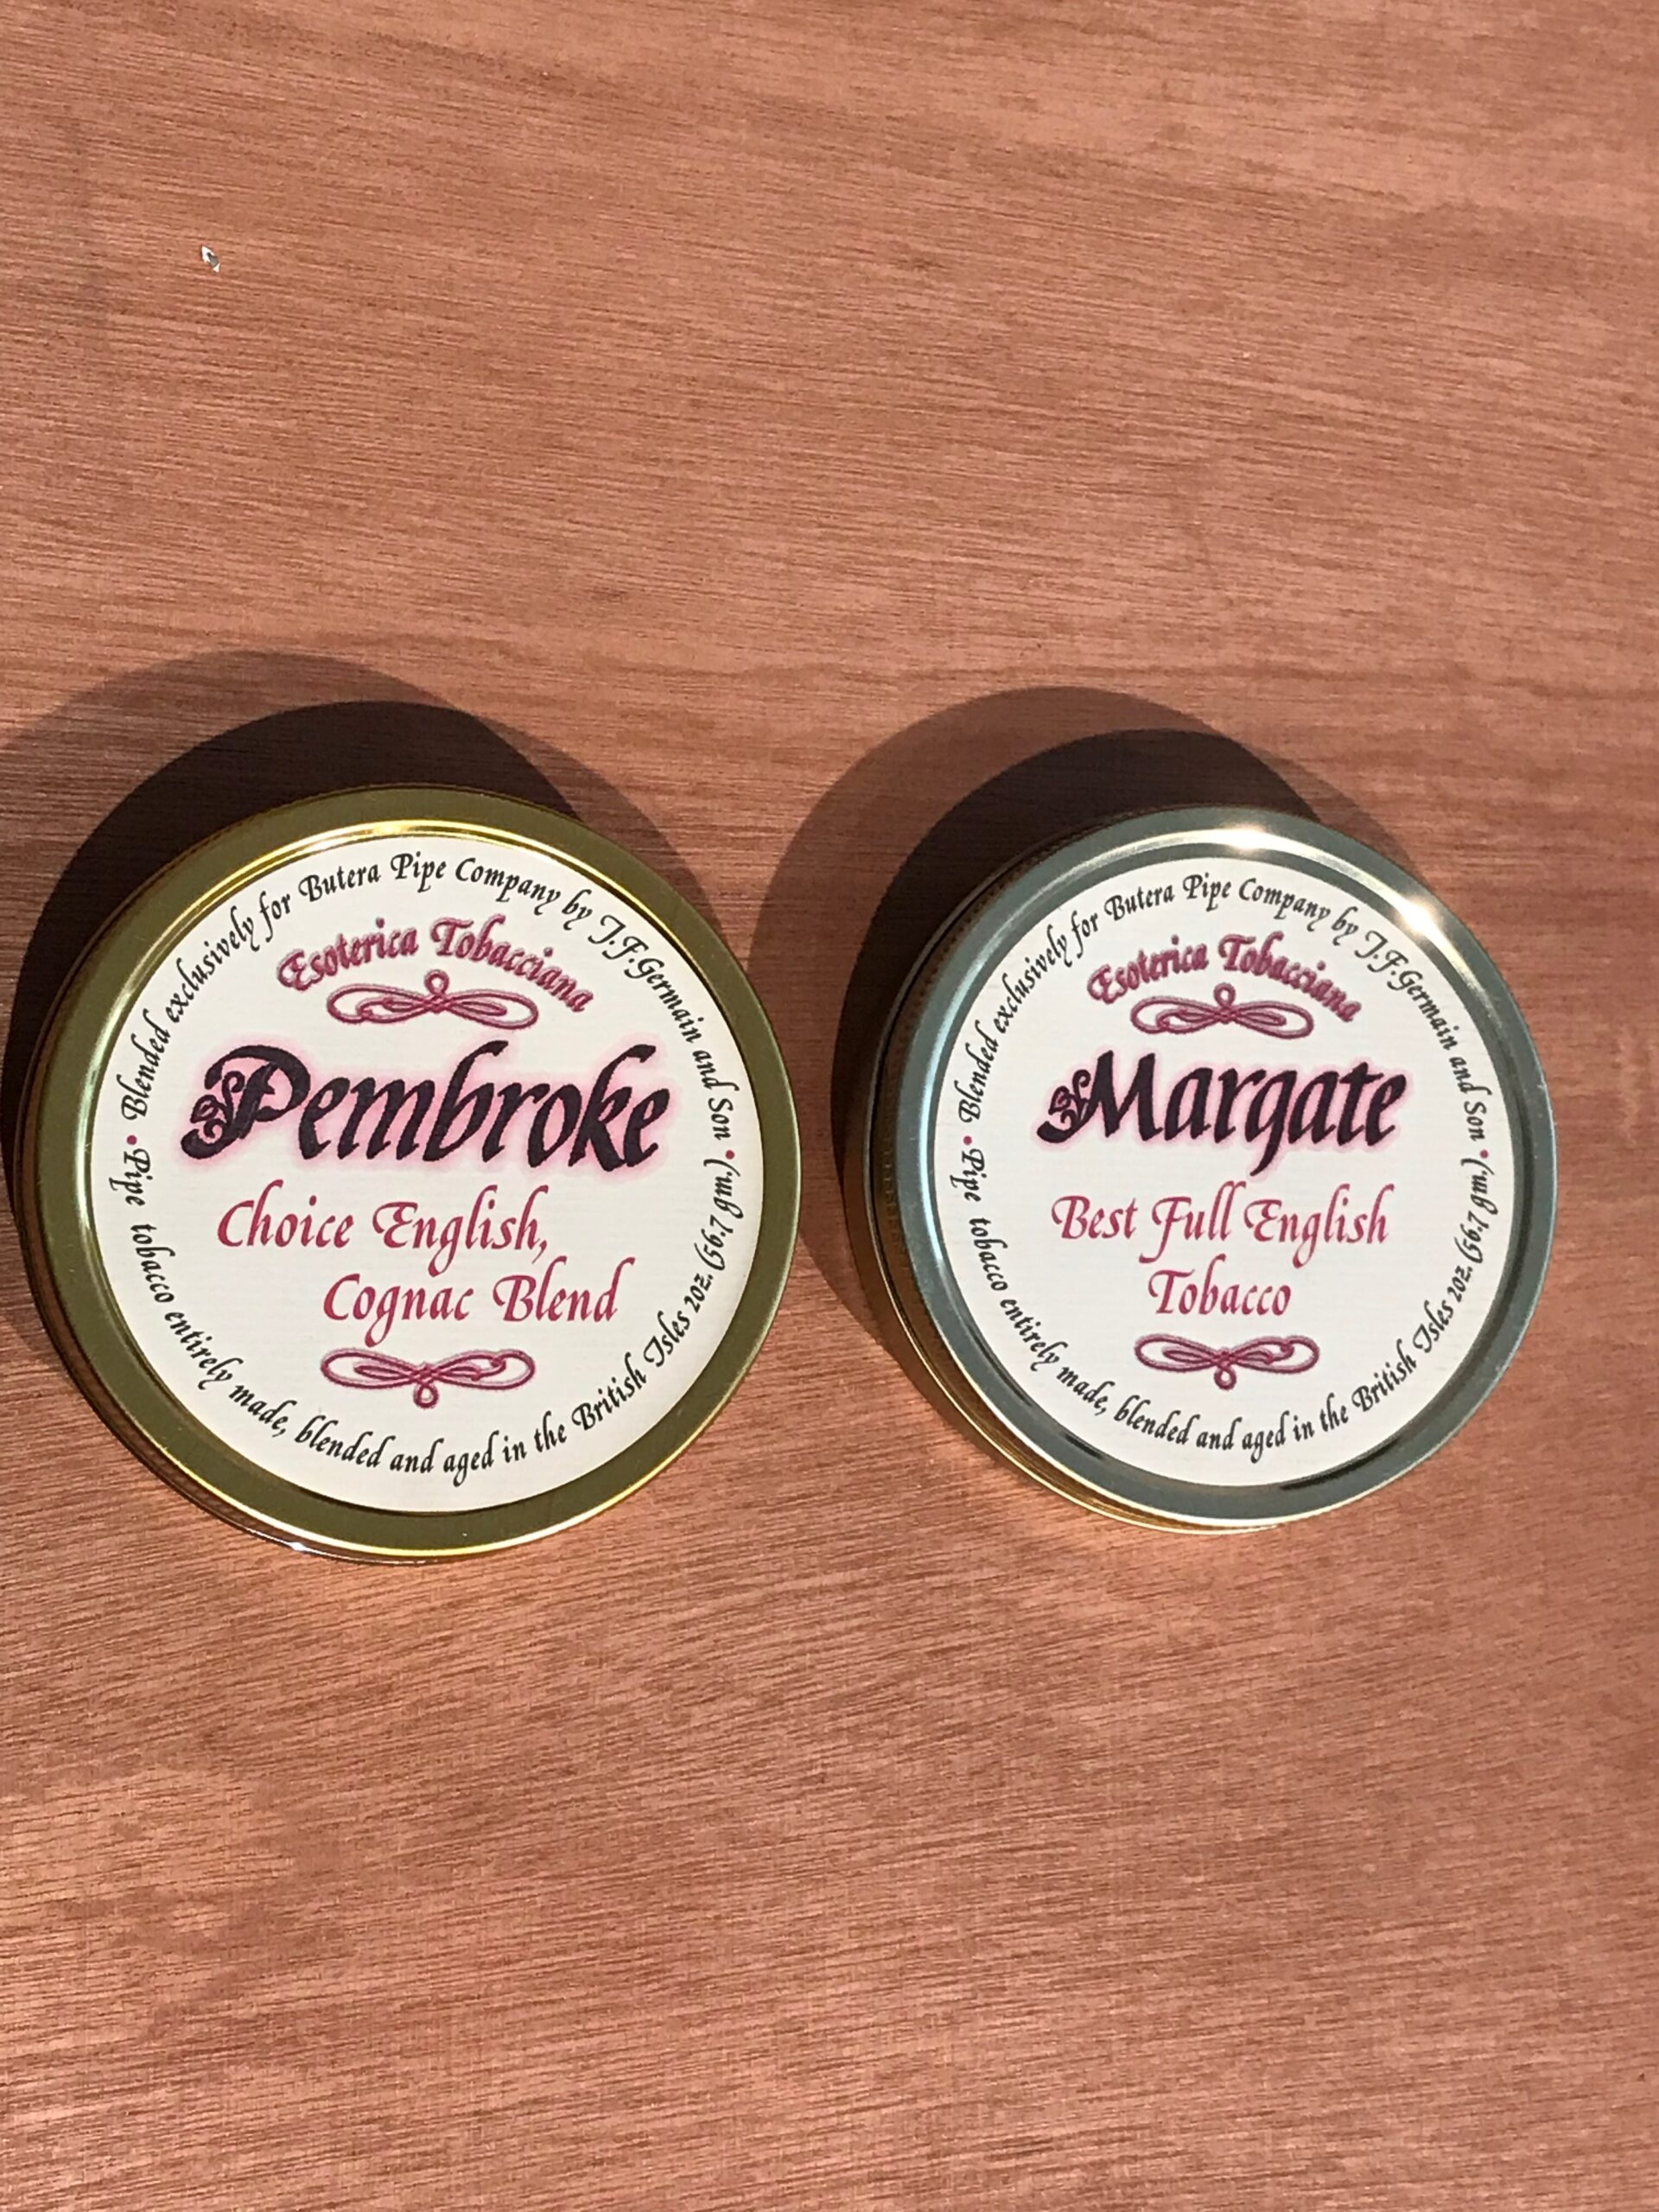 • Blended exclusively for Butera Pipe Company by J.F.Germain and Son •
Esoterica Tobacciana
Pembroke
Choice English,
Cognac Blend
Pipe tobacco entirely made, blended and aged in the British Isles 2oz. (56.7 gm.)
• Blended exclusively for Butera Pipe Company by J.F.Germain and Son •
Esoterica Tobacciana
Margate
Best Full English
Tobacco
Pipe tobacco entirely made, blended and aged in the British Isles 2oz. (56.7 gm.)